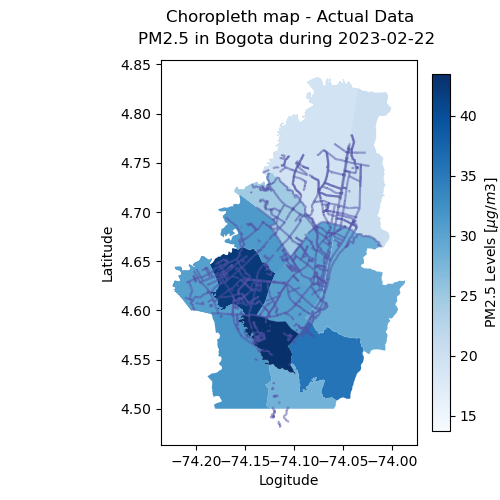 Choropleth map - Actual Data
PM2.5 in Bogota during 2023-02-22
4.85
4.80
4.75
4.70
4.65
4.60
4.55
4.50
Latitude
−74.20 −74.15 −74.10 −74.05 −74.00
Logitude
40
35
30
25
20
15
PM2.5 Levels [μg/m3]